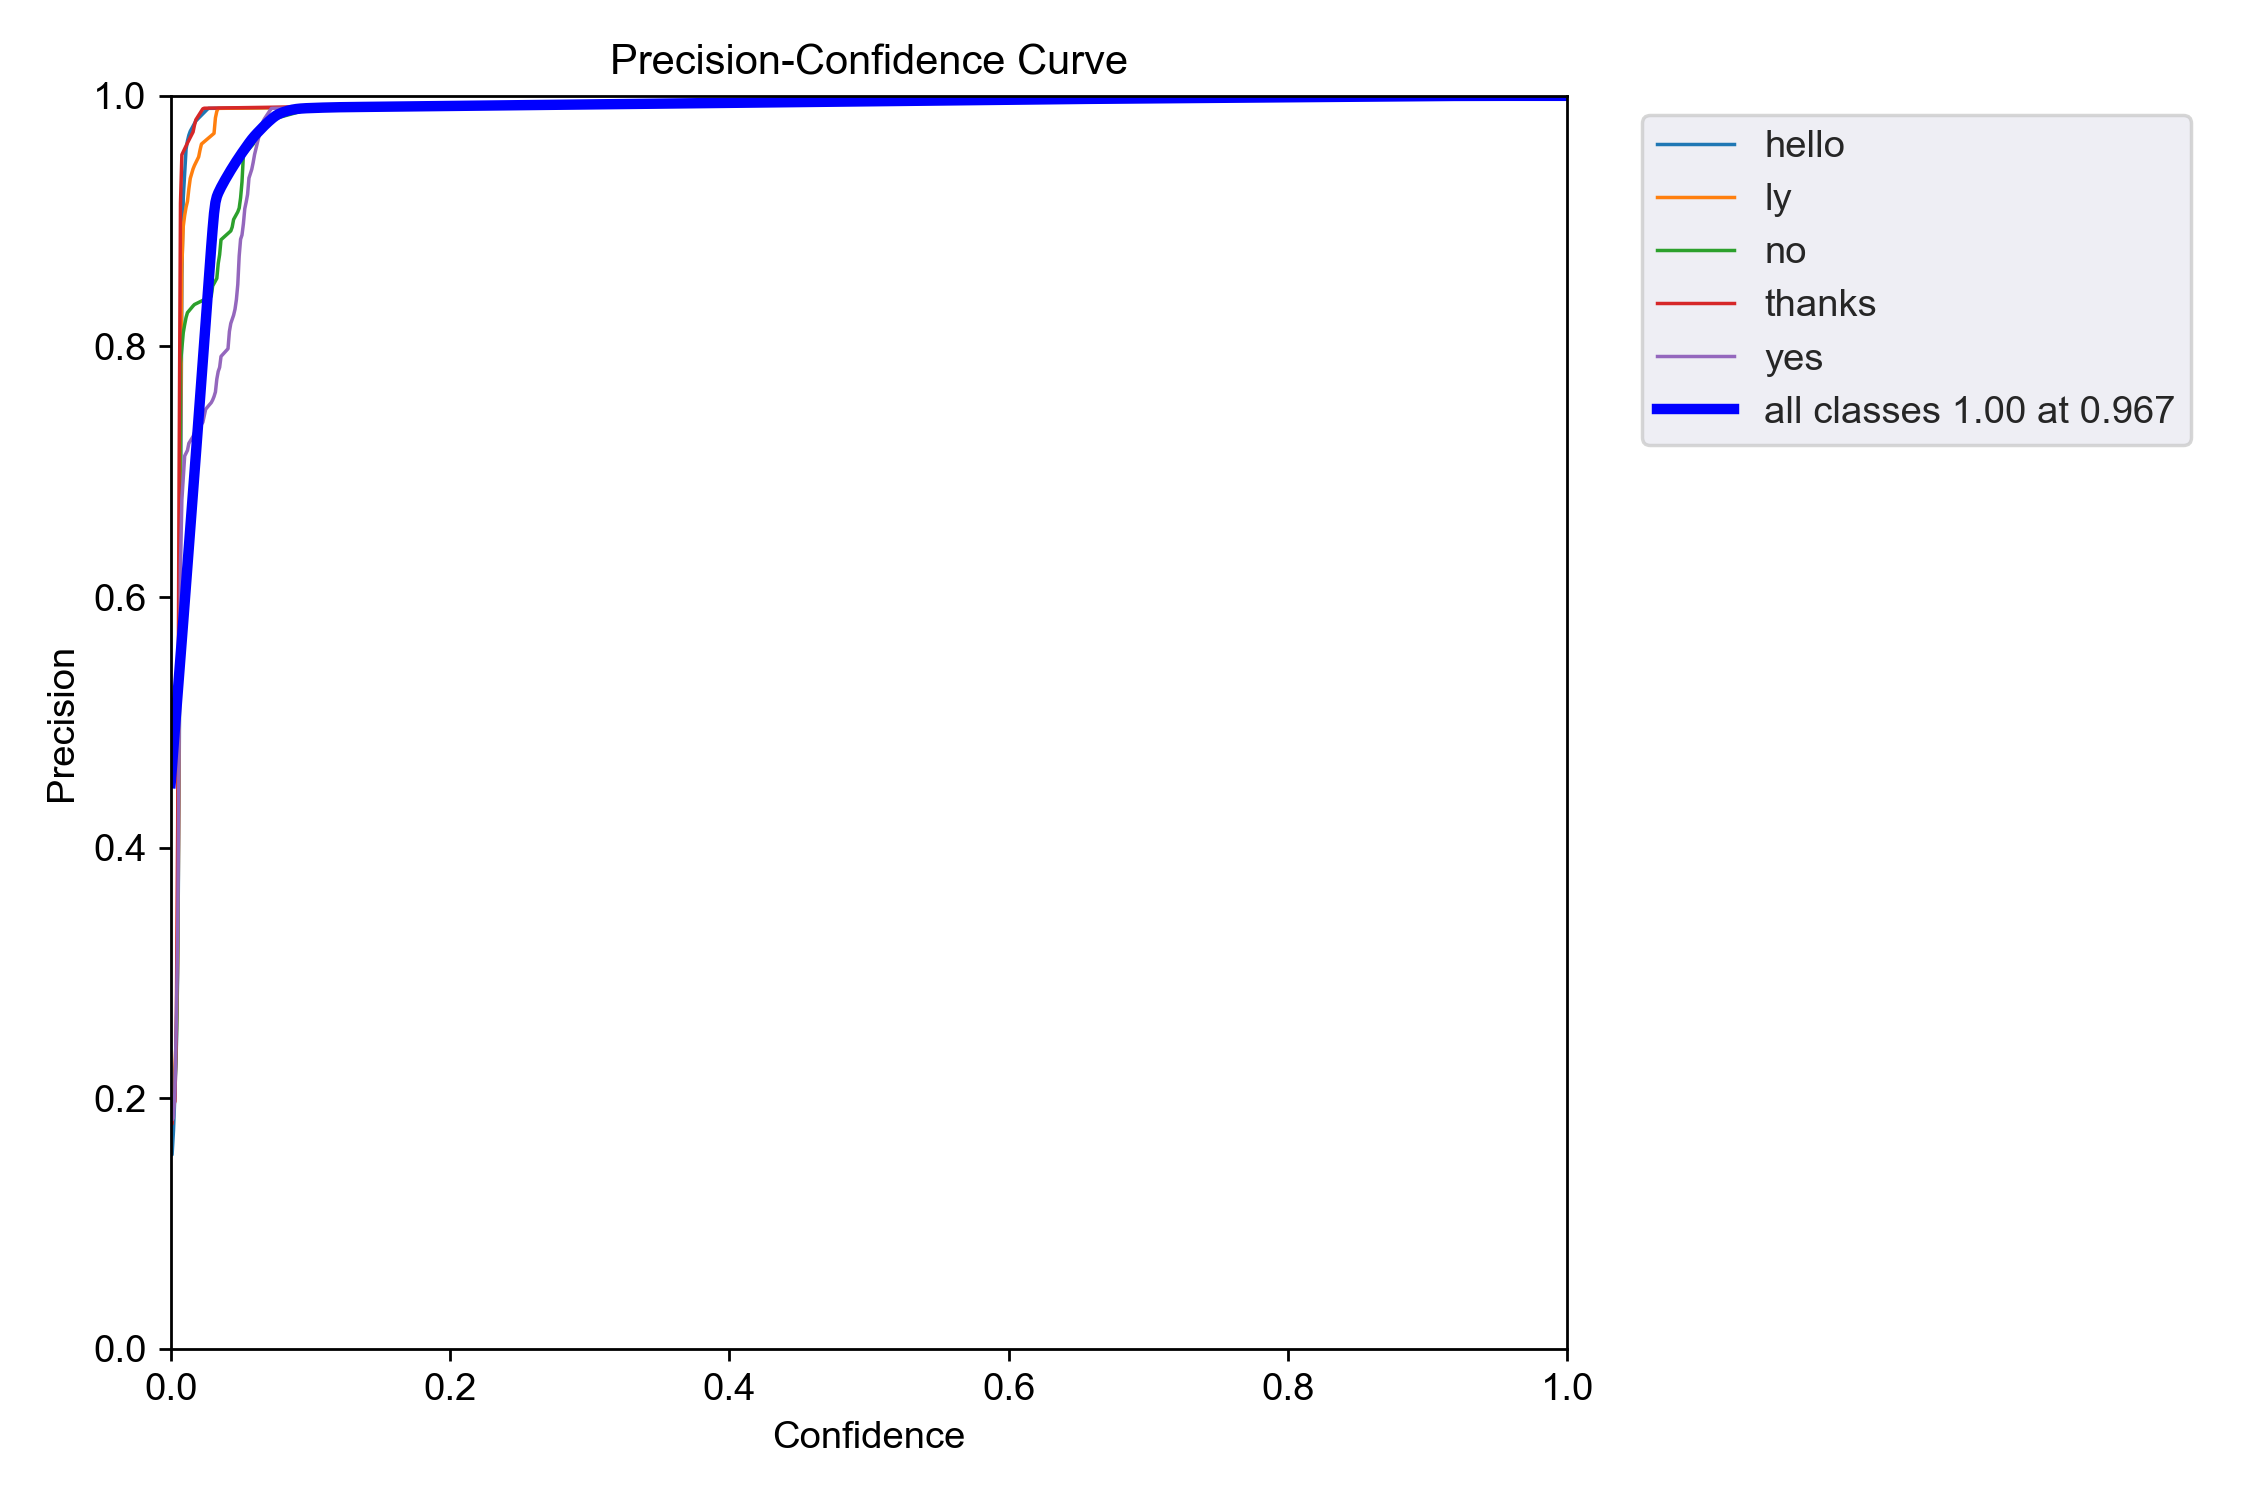 Precision-Confidence Curve
1.0
0.8
0.6
0.4
0.2
0.0
Precision
0.0 0.2 0.4 0.6 0.8 1.0
Confidence
hello
ly
no
thanks
yes
all classes 1.00 at 0.967